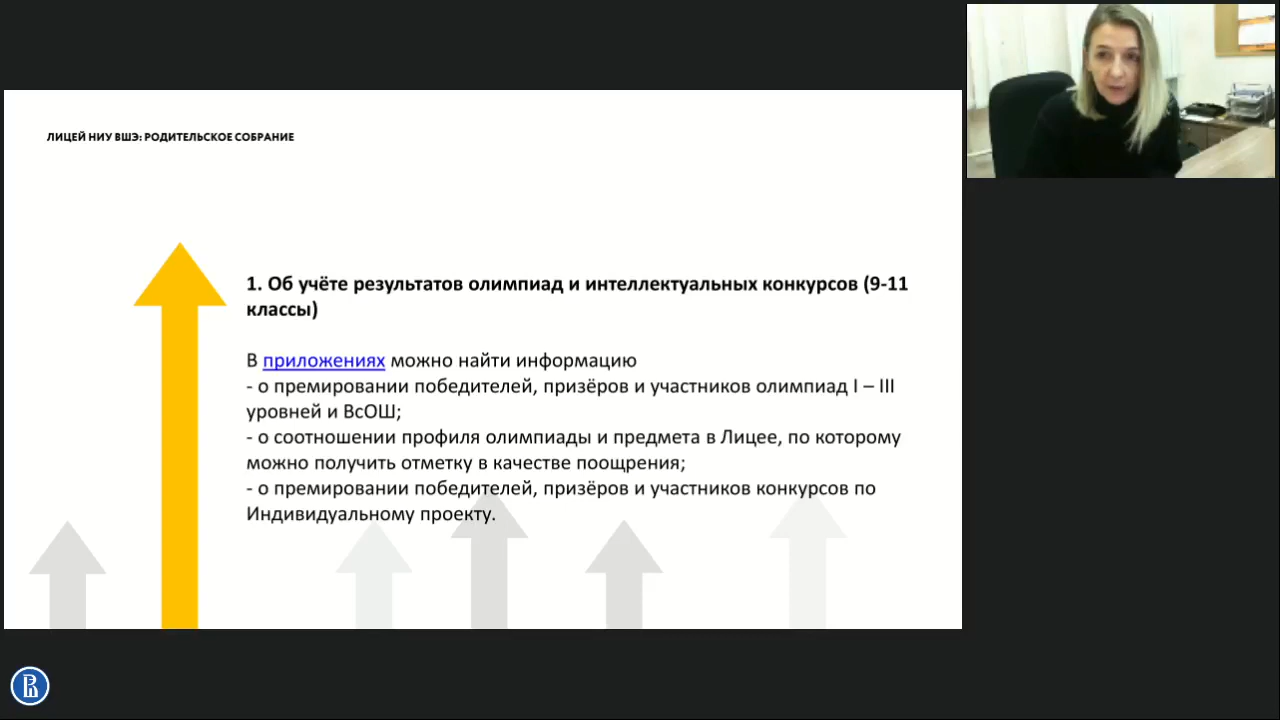 ЛИЦЕЙ НИУ ВШЭ: РОДИТЕЛЬСКОЕ СОБРАНИЕ
1. Об учёте результатов олимпиад и интеллектуальных конкурсов (9-11
классы)
В приложениях можно найти информацию
- о премировании победителей, призёров и участников олимпиад I – III
уровней и ВсОШ;
- о соотношении профиля олимпиады и предмета в Лицее, по которому
можно получить отметку в качестве поощрения;
- о премировании победителей, призёров и участников конкурсов по
Индивидуальному проекту.